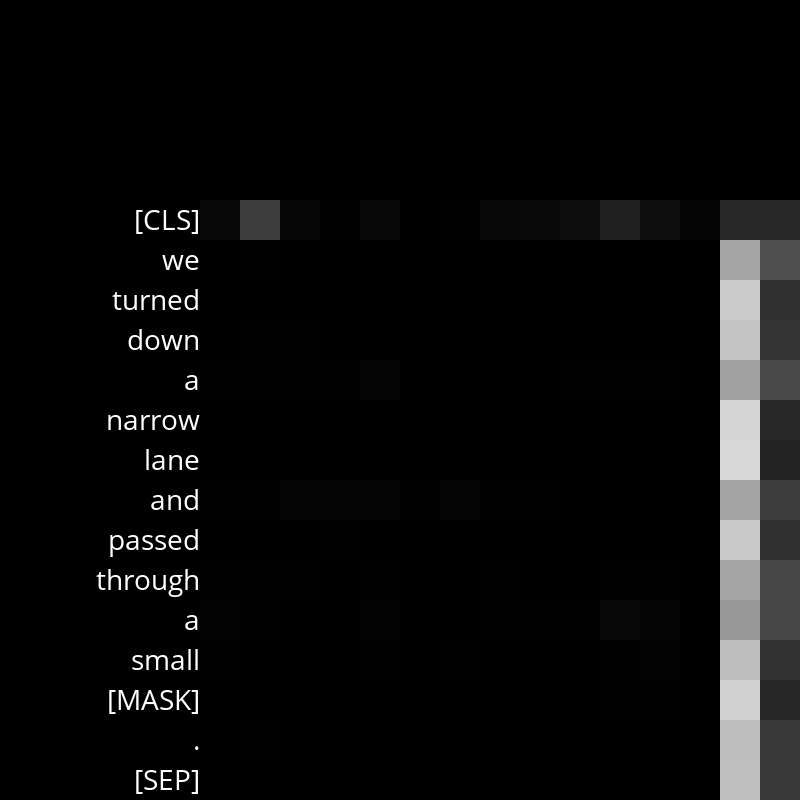 [CLS]
we
turned
down
a
narrow
lane
and
passed
through
a
small
[MASK]
.
[SEP]